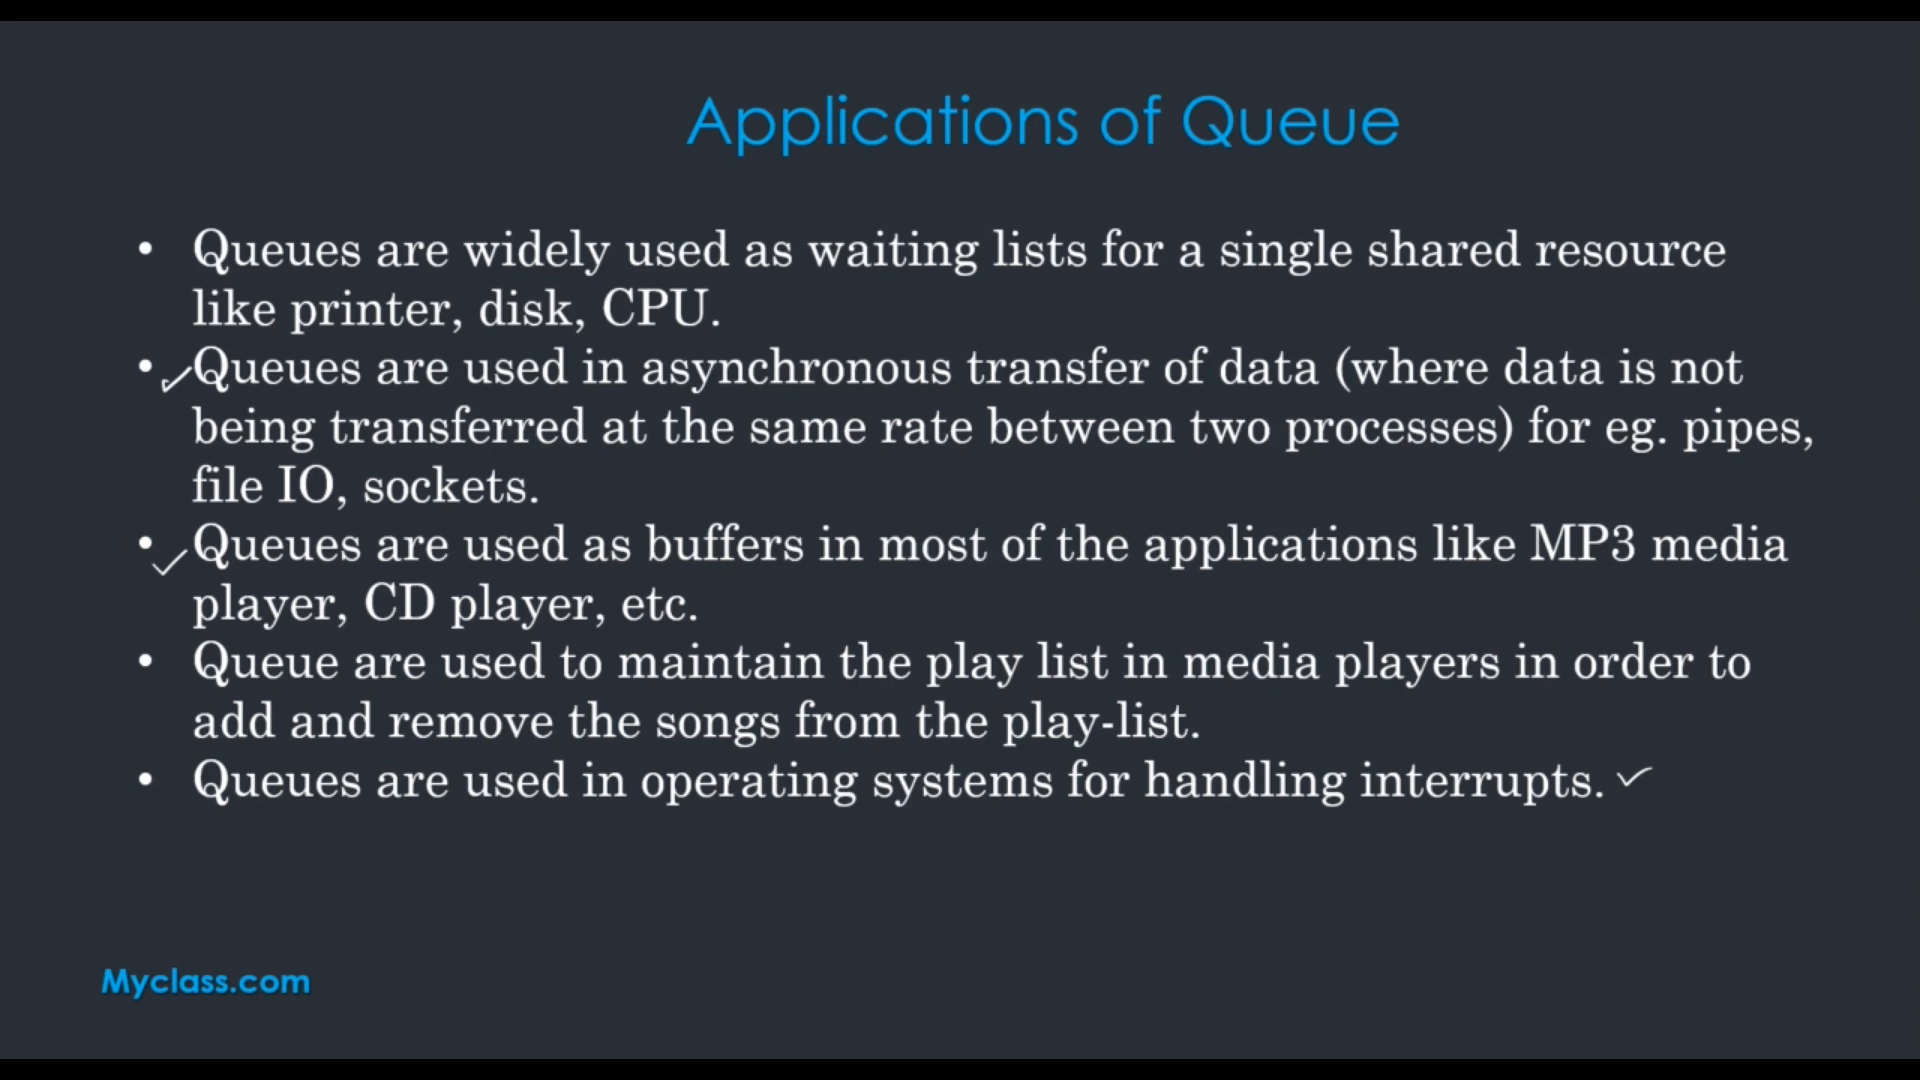 Applications of Queue
• Queues are widely used as waiting lists for a single shared resource
like printer, disk, CPU.
• Queues are used in asynchronous transfer of data (where data is not
being transferred at the same rate between two processes) for eg. pipes,
file IO, sockets.
• Queues are used as buffers in most of the applications like MP3 media
player, CD player, etc.
• Queue are used to maintain the play list in media players in order to
add and remove the songs from the play-list.
• Queues are used in operating systems for handling interrupts.
Myclass.com